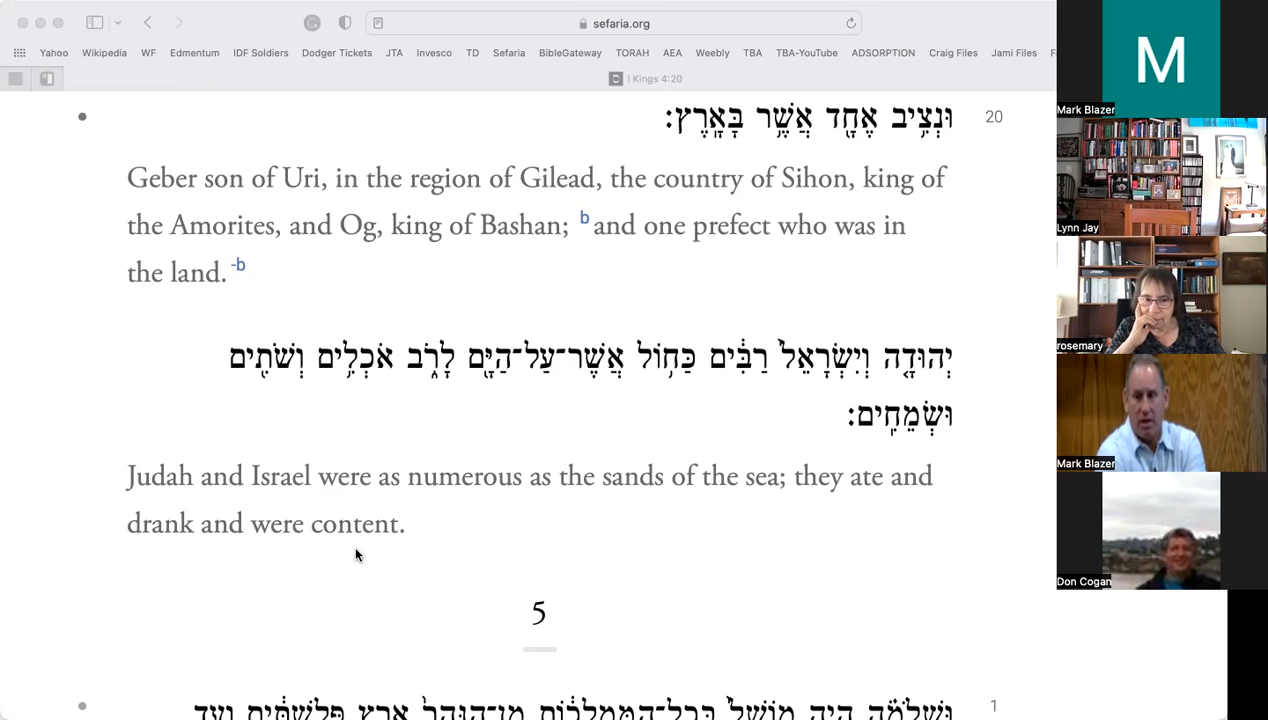 sefaria.org
Yahoo Wikipedia WF Edmentum IDF Soldiers Dodger Tickets JTA Invesco TD Sefaria BibleGateway TORAH AEA Weebly TBA TBA-YouTube ADSORPTION Craig Files Jami Files
I Kings 4:20
וּנְצִ֥יב אֶחָ֖ד אֲשֶׁ֥ר בָּאָֽרֶץ׃ 20
Geber son of Uri, in the region of Gilead, the country of Sihon, king of
the Amorites, and Og, king of Bashan; b and one prefect who was in
the land. -b
יְהוּדָ֤ה וְיִשְׂרָאֵל֙ רַבִּ֔ים כַּח֥וֹל אֲשֶׁר־עַל־הַיָּ֖ם לָרֹ֑ב אֹכְלִ֥ים וְשֹׁתִ֖ים
וּשְׂמֵחִֽים׃
Judah and Israel were as numerous as the sands of the sea; they ate and
drank and were content.
5
וּשְׁלֹמֹ֗ה הָיָ֤ה מוֹשֵׁל֙ בְּכׇל־הַמַּמְלָכ֔וֹת מִן־הַנָּהָר֙ אֶ֣רֶץ פְּלִשְׁתִּ֔ים וְעַ֖ד 1
M
Mark Blazer
Lynn Jay
rosemary
Mark Blazer
Don Cogan